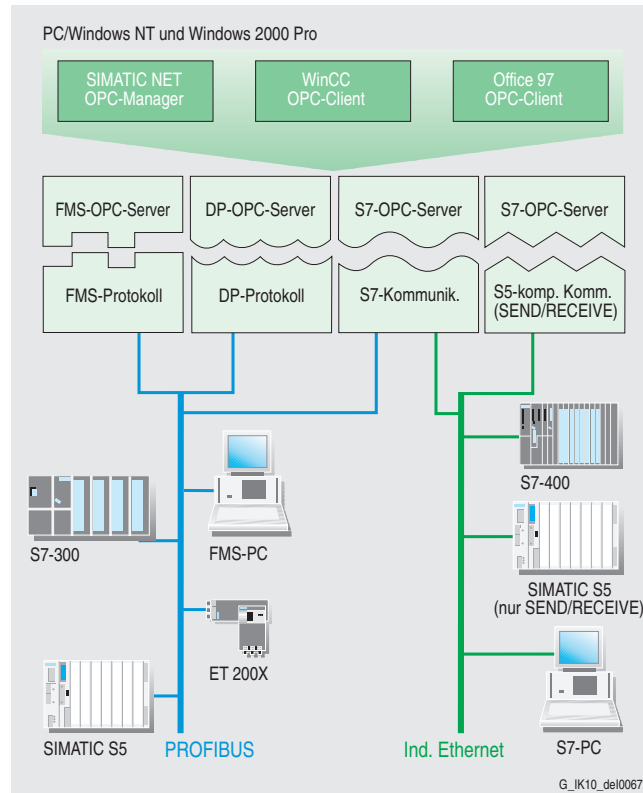 PC/Windows NT und Windows 2000 Pro
SIMATIC NET
OPC-Manager
WinCC
OPC-Client
Office 97
OPC-Client
FMS-OPC-Server
DP-OPC-Server
S7-OPC-Server
S7-OPC-Server
FMS-Protokoll
DP-Protokoll
S7-Kommunik.
S5-komp. Komm.
(SEND/RECEIVE)
S7-400
S7-300
FMS-PC
SIMATIC S5
(nur SEND/RECEIVE)
ET 200X
SIMATIC S5
PROFIBUS
Ind. Ethernet
S7-PC
G_IK10_de10067